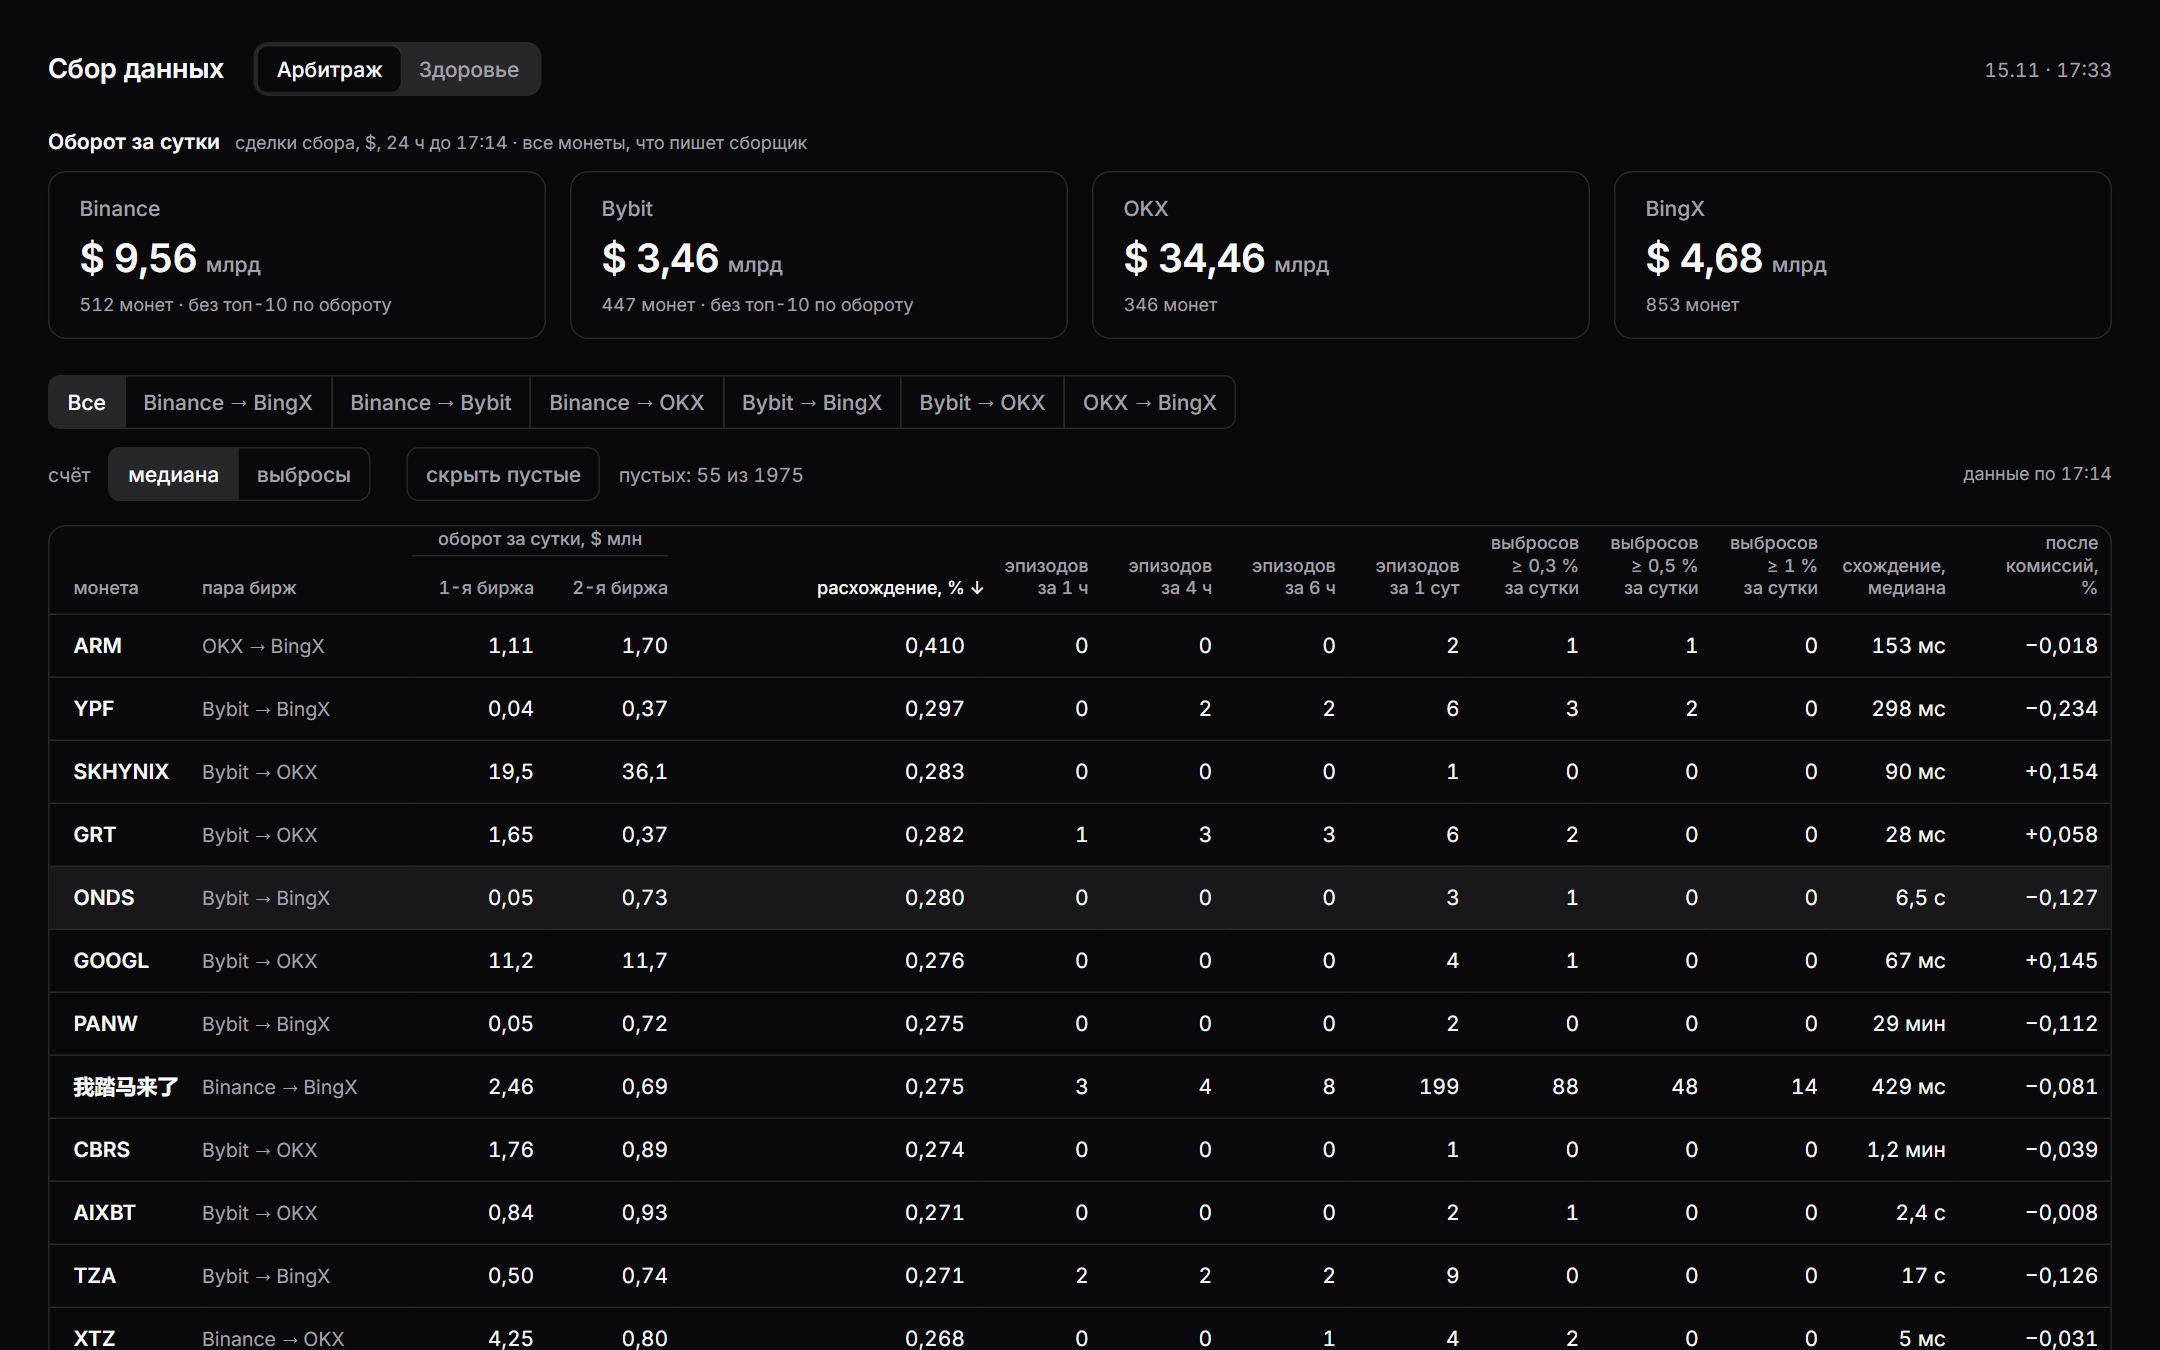 Сбор данных Арбитраж Здоровье 15.11 · 17:33
Оборот за сутки сделки сбора, $, 24 ч до 17:14 · все монеты, что пишет сборщик
Binance Bybit OKX BingX
$ 9,56 млрд $ 3,46 млрд $ 34,46 млрд $ 4,68 млрд
512 монет · без топ-10 по обороту 447 монет · без топ-10 по обороту 346 монет 853 монет
Все Binance → BingX Binance → Bybit Binance → OKX Bybit → BingX Bybit → OKX OKX → BingX
счёт медиана выбросы скрыть пустые пустых: 55 из 1975 данные по 17:14
оборот за сутки, $ млн
монета пара бирж 1-я биржа 2-я биржа расхождение, % ↓ эпизодов за 1 ч эпизодов за 4 ч эпизодов за 6 ч эпизодов за 1 сут выбросов ≥ 0,3 % за сутки выбросов ≥ 0,5 % за сутки выбросов ≥ 1 % за сутки схождение, медиана после комиссий, %
ARM OKX → BingX 1,11 1,70 0,410 0 0 0 2 1 1 0 153 мс −0,018
YPF Bybit → BingX 0,04 0,37 0,297 0 2 2 6 3 2 0 298 мс −0,234
SKHYNIX Bybit → OKX 19,5 36,1 0,283 0 0 0 1 0 0 0 90 мс +0,154
GRT Bybit → OKX 1,65 0,37 0,282 1 3 3 6 2 0 0 28 мс +0,058
ONDS Bybit → BingX 0,05 0,73 0,280 0 0 0 3 1 0 0 6,5 с −0,127
GOOGL Bybit → OKX 11,2 11,7 0,276 0 0 0 4 1 0 0 67 мс +0,145
PANW Bybit → BingX 0,05 0,72 0,275 0 0 0 2 0 0 0 29 мин −0,112
我踏马来了 Binance → BingX 2,46 0,69 0,275 3 4 8 199 88 48 14 429 мс −0,081
CBRS Bybit → OKX 1,76 0,89 0,274 0 0 0 1 0 0 0 1,2 мин −0,039
AIXBT Bybit → OKX 0,84 0,93 0,271 0 0 0 2 1 0 0 2,4 с −0,008
TZA Bybit → BingX 0,50 0,74 0,271 2 2 2 9 0 0 0 17 с −0,126
XTZ Binance → OKX 4,25 0,80 0,268 0 0 1 4 2 0 0 5 мс −0,031